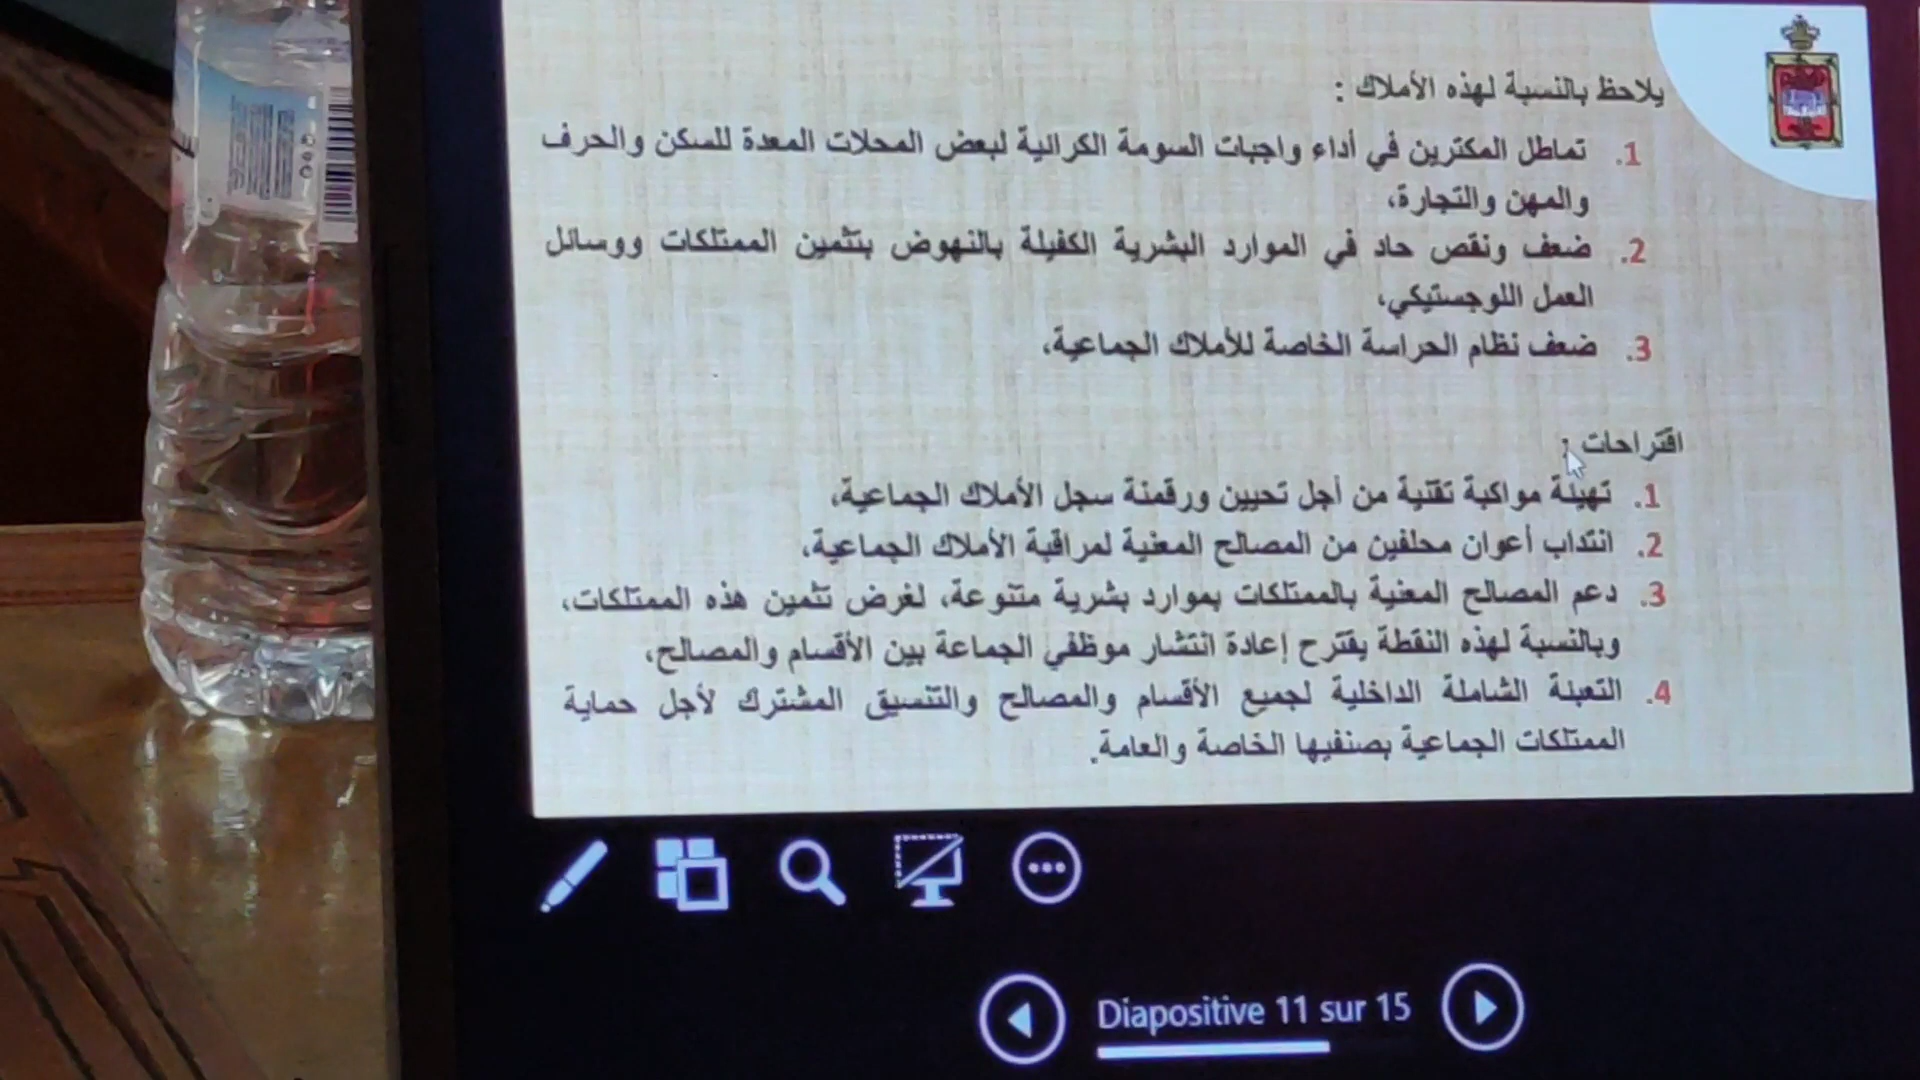 يلاحظ بالنسبة لهذه الأملاك :
1. تماطل المكترين في أداء واجبات السومة الكرائية لبعض المحلات المعدة للسكن والحرف
والمهن والتجارة،
2. ضعف ونقص حاد في الموارد البشرية الكفيلة بالنهوض بتثمين الممتلكات ووسائل
العمل اللوجستيكي،
3. ضعف نظام الحراسة الخاصة للأملاك الجماعية،
اقتراحات :
1. تهيئة مواكبة تقنية من أجل تحيين ورقمنة سجل الأملاك الجماعية،
2. انتداب أعوان محلفين من المصالح المعنية لمراقبة الأملاك الجماعية،
3. دعم المصالح المعنية بالممتلكات بموارد بشرية متنوعة، لغرض تثمين هذه الممتلكات،
وبالنسبة لهذه النقطة يقترح إعادة انتشار موظفي الجماعة بين الأقسام والمصالح،
4. التعبئة الشاملة الداخلية لجميع الأقسام والمصالح والتنسيق المشترك لأجل حماية
الممتلكات الجماعية بصنفيها الخاصة والعامة.
Diapositive 11 sur 15